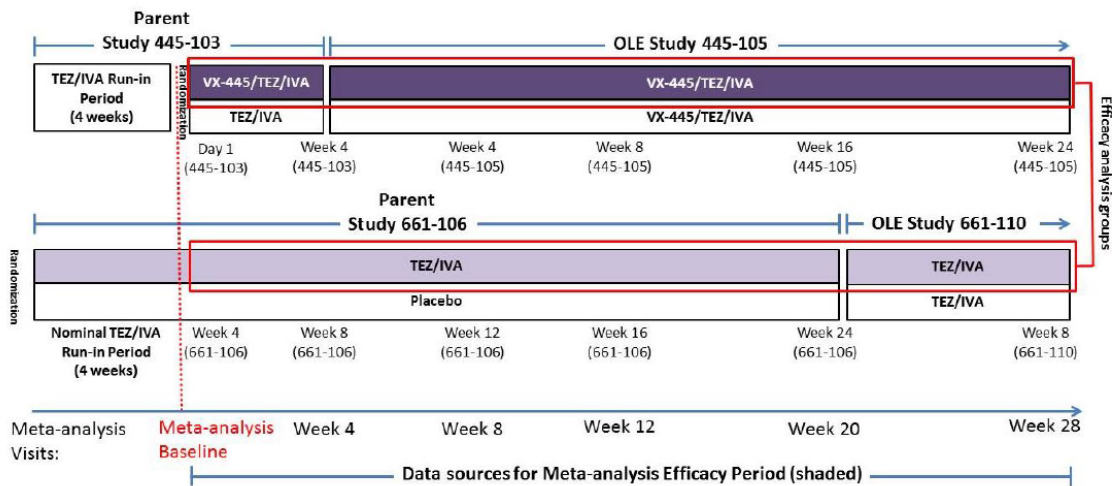 Parent
Study 445-103
OLE Study 445-105
TEZ/IVA Run-in
Period
(4 weeks)
Randomization
VX-445/TEZ/IVA
VX-445/TEZ/IVA
TEZ/IVA
VX-445/TEZ/IVA
Day 1
(445-103)
Week 4
(445-103)
Week 4
(445-105)
Week 8
(445-105)
Week 16
(445-105)
Week 24
(445-105)
Efficacy analysis groups
Parent
Study 661-106
OLE Study 661-110
Randomization
TEZ/IVA
TEZ/IVA
Placebo
TEZ/IVA
Nominal TEZ/IVA
Run-in Period
(4 weeks)
Week 4
(661-106)
Week 8
(661-106)
Week 12
(661-106)
Week 16
(661-106)
Week 24
(661-106)
Week 8
(661-110)
Meta-analysis
Visits:
Meta-analysis
Baseline
Week 4
Week 8
Week 12
Week 20
Week 28
Data sources for Meta-analysis Efficacy Period (shaded)